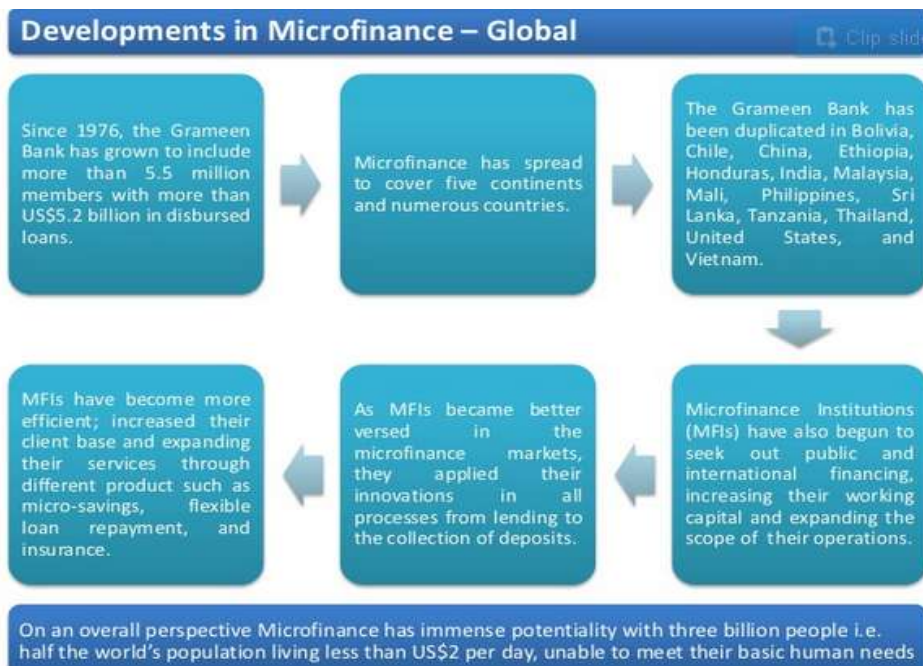 Developments in Microfinance – Global
Clip slide
Since 1976, the Grameen
Bank has grown to include
more than 5.5 million
members with more than
US$5.2 billion in disbursed
loans.
Microfinance has spread
to cover five continents
and numerous countries.
The Grameen Bank has
been duplicated in Bolivia,
Chile, China, Ethiopia,
Honduras, India, Malaysia,
Mali, Philippines, Sri
Lanka, Tanzania, Thailand,
United States, and
Vietnam.
Microfinance Institutions
(MFIs) have also begun to
seek out public and
international financing,
increasing their working
capital and expanding the
scope of their operations.
As MFIs became better
versed in the
microfinance markets,
they applied their
innovations in all
processes from lending to
the collection of deposits.
MFIs have become more
efficient; increased their
client base and expanding
their services through
different product such as
micro-savings, flexible
loan repayment, and
insurance.
On an overall perspective Microfinance has immense potentiality with three billion people i.e.
half the world's population living less than US$2 per day, unable to meet their basic human needs